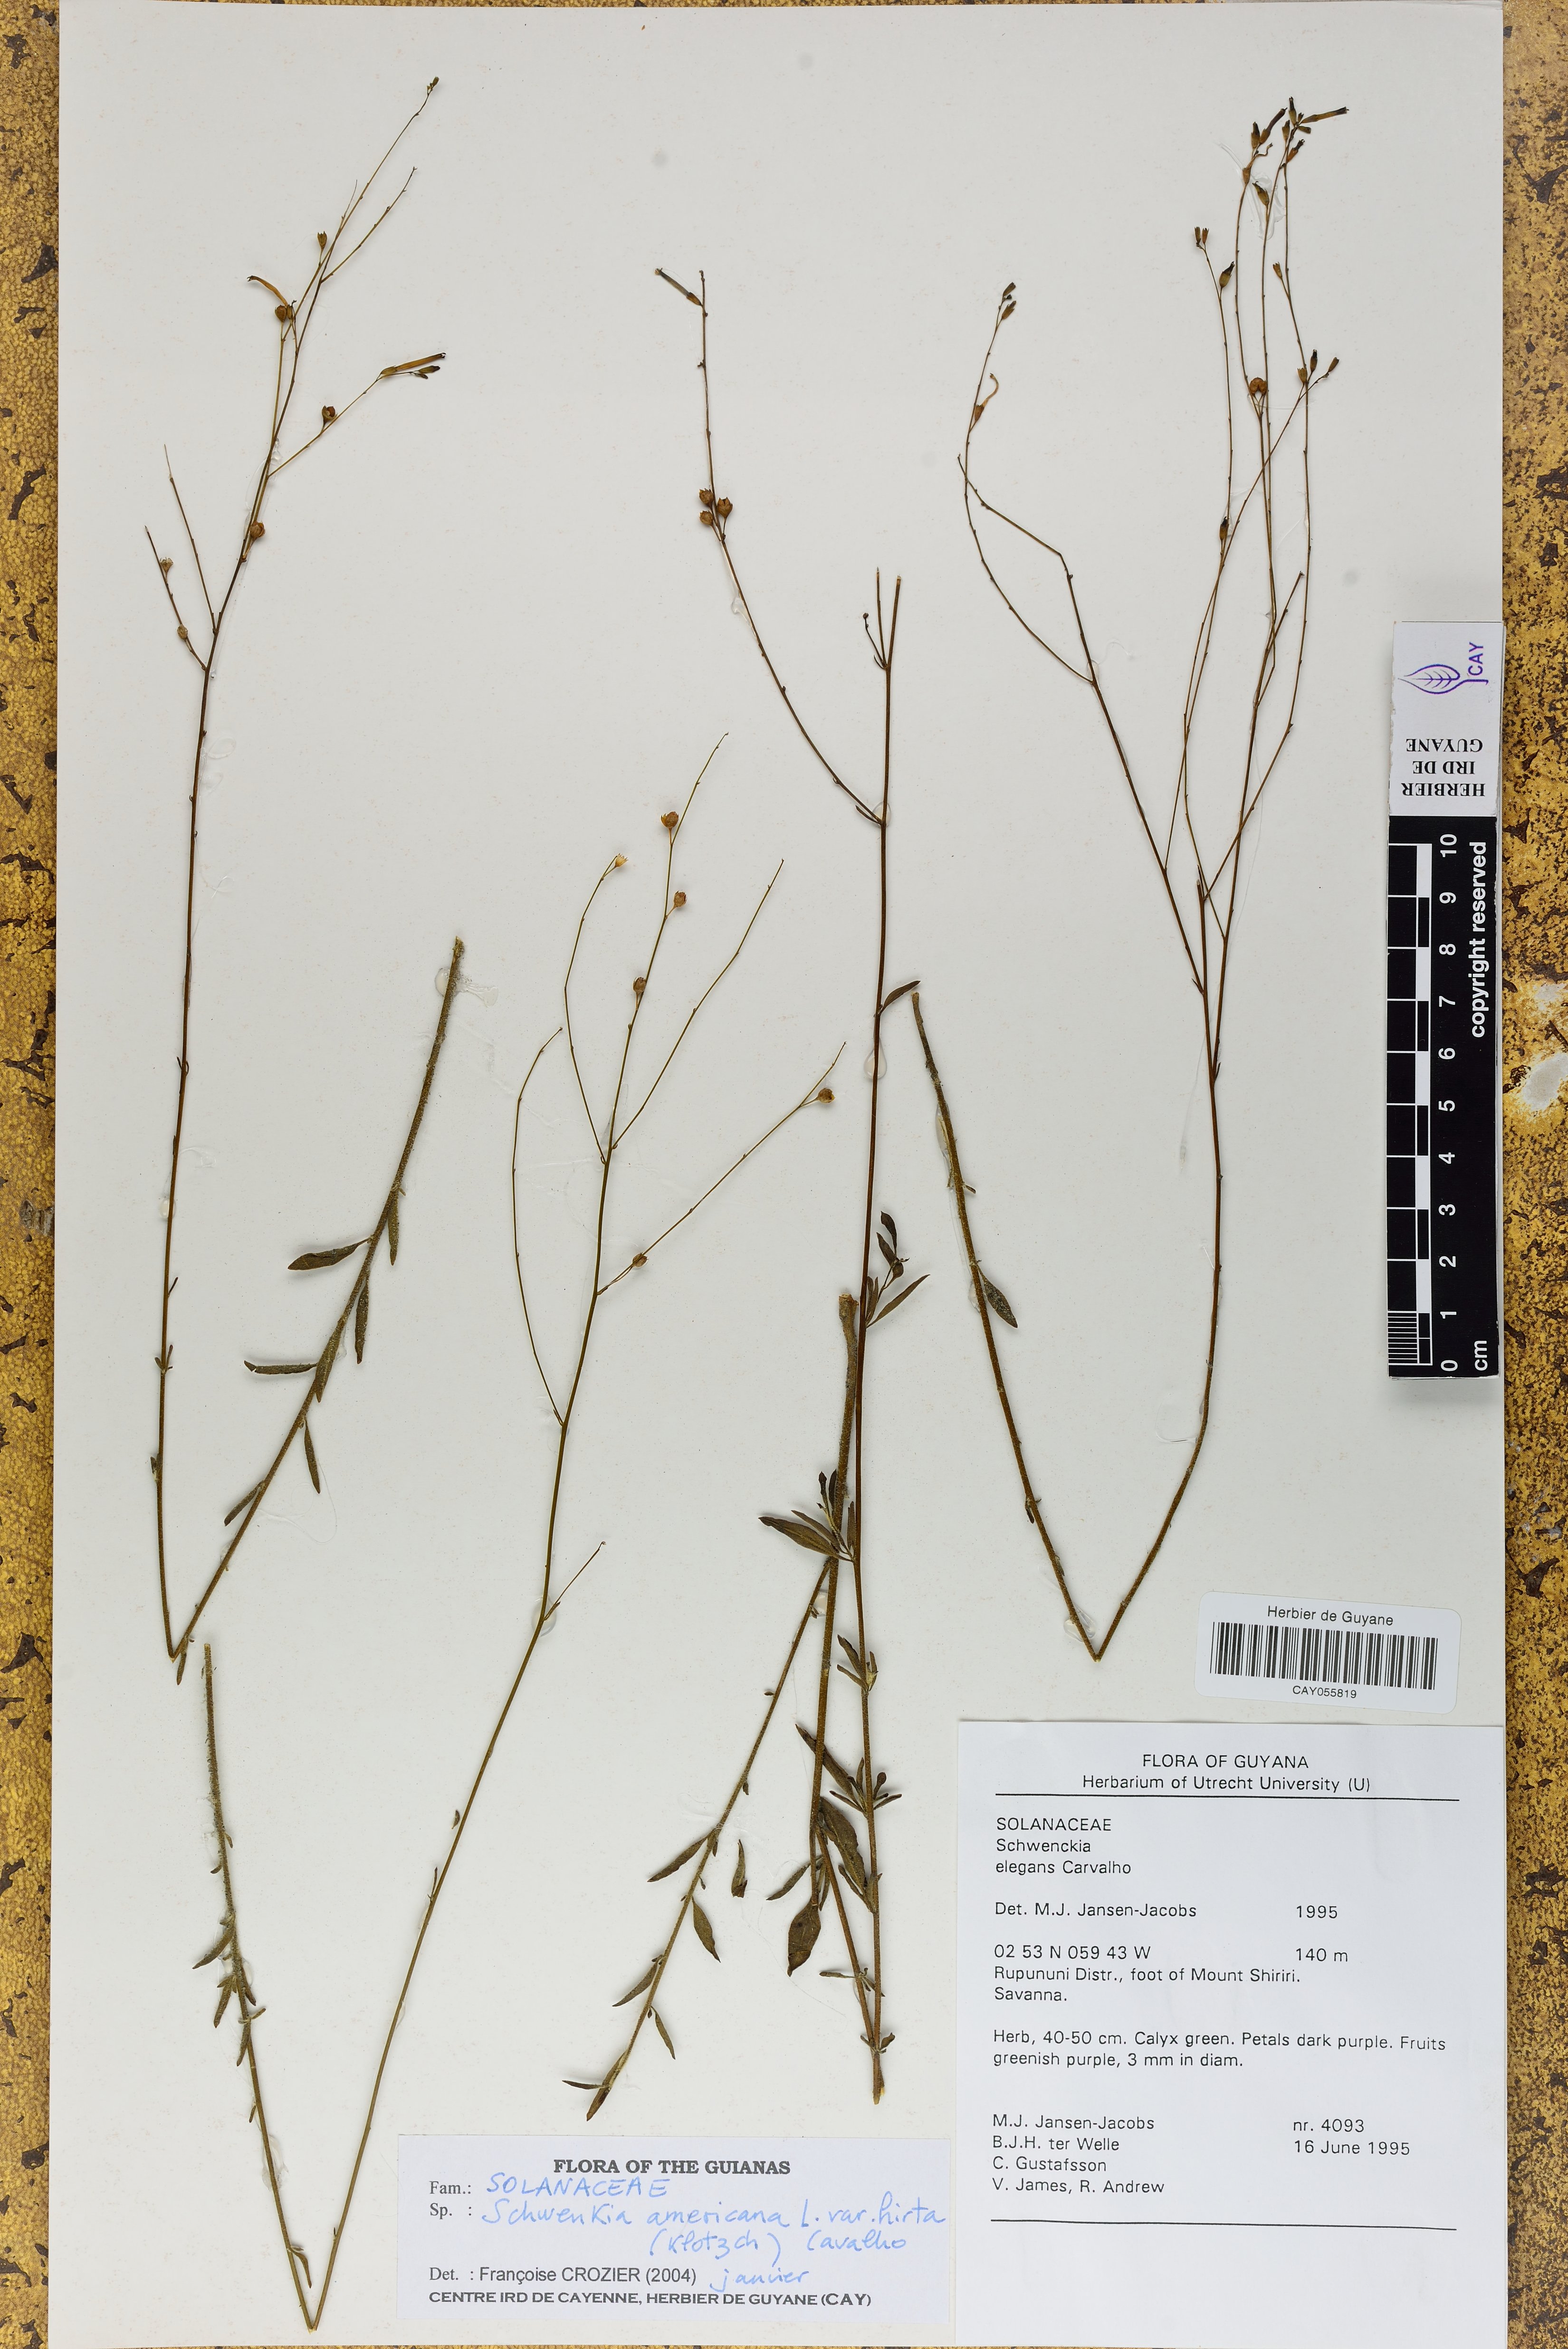 CAY
HERBIER
IRD DE
GUYANE
0 1 2 3 4 5 6 7 8 9 10
cm
copyright reserved
Herbier de Guyane
CAY055819
FLORA OF GUYANA
Herbarium of Utrecht University (U)
SOLANACEAE
Schwenckia
elegans Carvalho
Det. M.J. Jansen-Jacobs 1995
02 53 N 059 43 W 140 m
Rupununi Distr., foot of Mount Shiriri.
Savanna.
Herb, 40-50 cm. Calyx green. Petals dark purple. Fruits
greenish purple, 3 mm in diam.
M.J. Jansen-Jacobs nr. 4093
B.J.H. ter Welle 16 June 1995
C. Gustafsson
V. James, R. Andrew
FLORA OF THE GUIANAS
Fam.: SOLANACEAE
Sp. : Schwenkia americana L. var. hirta
(Klotzch) Cavalho
Det. : Françoise CROZIER (2004) janvier
CENTRE IRD DE CAYENNE, HERBIER DE GUYANE (CAY)